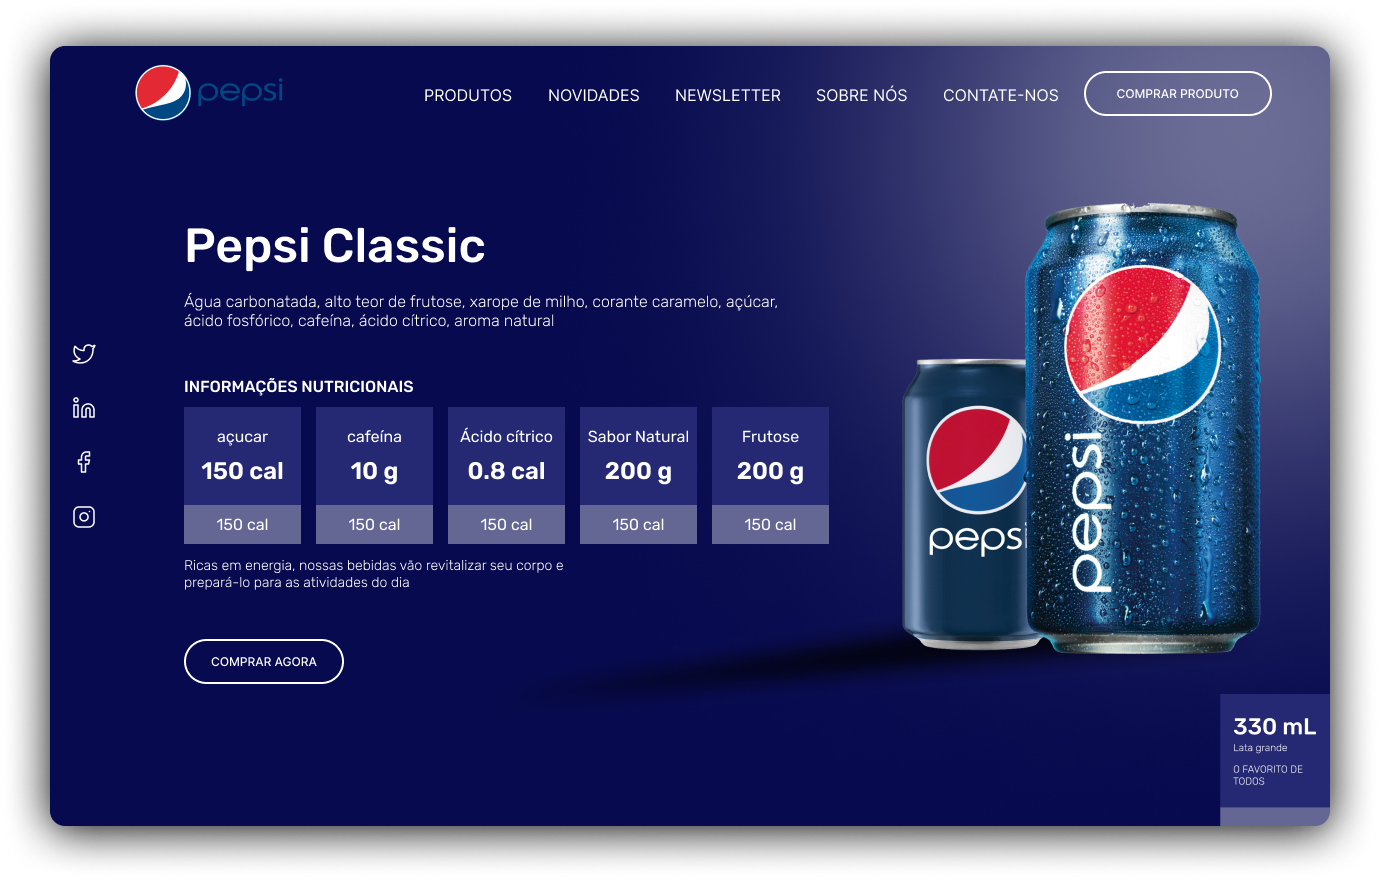 pepsi
PRODUTOS NOVIDADES NEWSLETTER SOBRE NÓS CONTATE-NOS COMPRAR PRODUTO
Pepsi Classic
Água carbonatada, alto teor de frutose, xarope de milho, corante caramelo, açúcar,
ácido fosfórico, cafeína, ácido cítrico, aroma natural
INFORMAÇÕES NUTRICIONAIS
açucar
150 cal
150 cal
cafeína
10 g
150 cal
Ácido cítrico
0.8 cal
150 cal
Sabor Natural
200 g
150 cal
Frutose
200 g
150 cal
Ricas em energia, nossas bebidas vão revitalizar seu corpo e
prepará-lo para as atividades do dia
COMPRAR AGORA
pepsi
pepsi
330 mL
Lata grande
O FAVORITO DE
TODOS